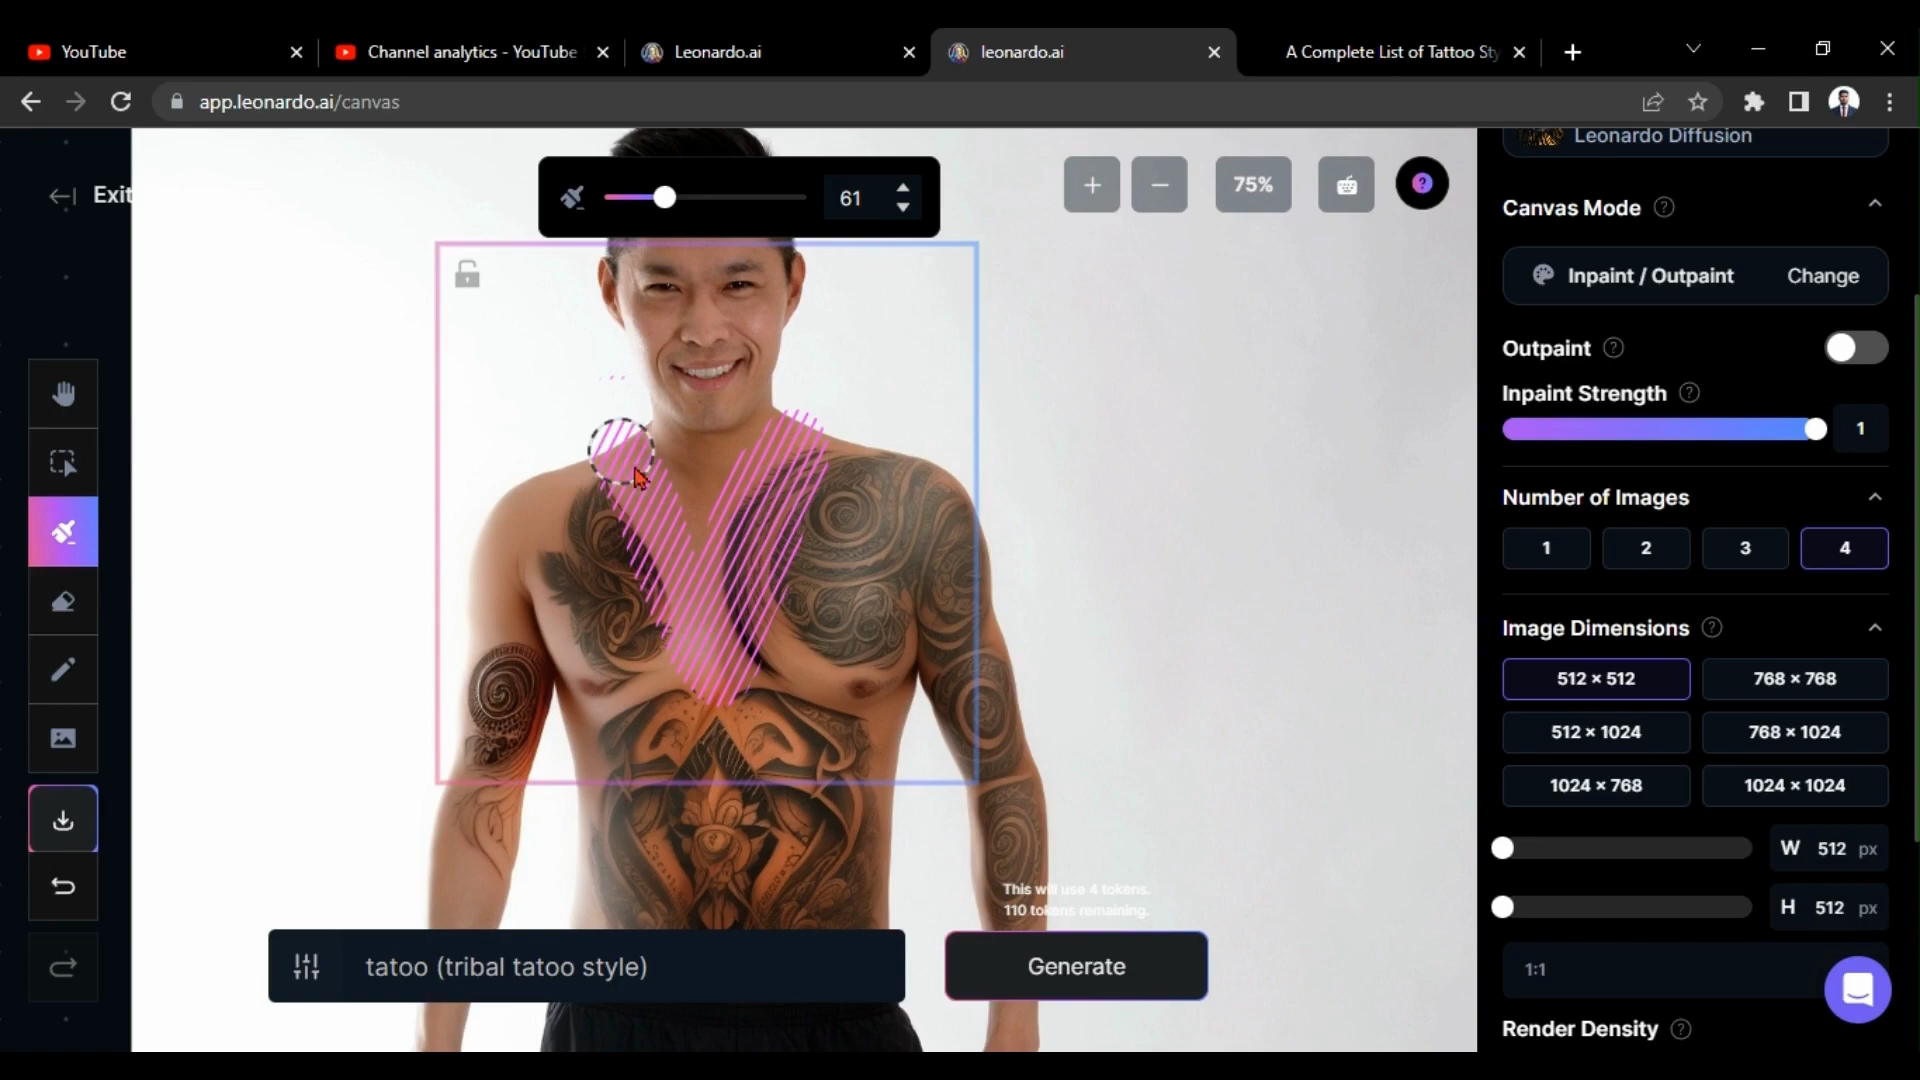 YouTube
Channel analytics - YouTube
Leonardo.ai
leonardo.ai
A Complete List of Tattoo Sty
app.leonardo.ai/canvas
Exit
61
75%
?
Leonardo Diffusion
Canvas Mode ?
Inpaint / Outpaint Change
Outpaint ?
Inpaint Strength ?
1
Number of Images
1 2 3 4
Image Dimensions ?
512 × 512 768 × 768
512 × 1024 768 × 1024
1024 × 768 1024 × 1024
W 512 px
H 512 px
1:1
Render Density ?
This will use 4 tokens.
110 tokens remaining.
tatoo (tribal tatoo style)
Generate